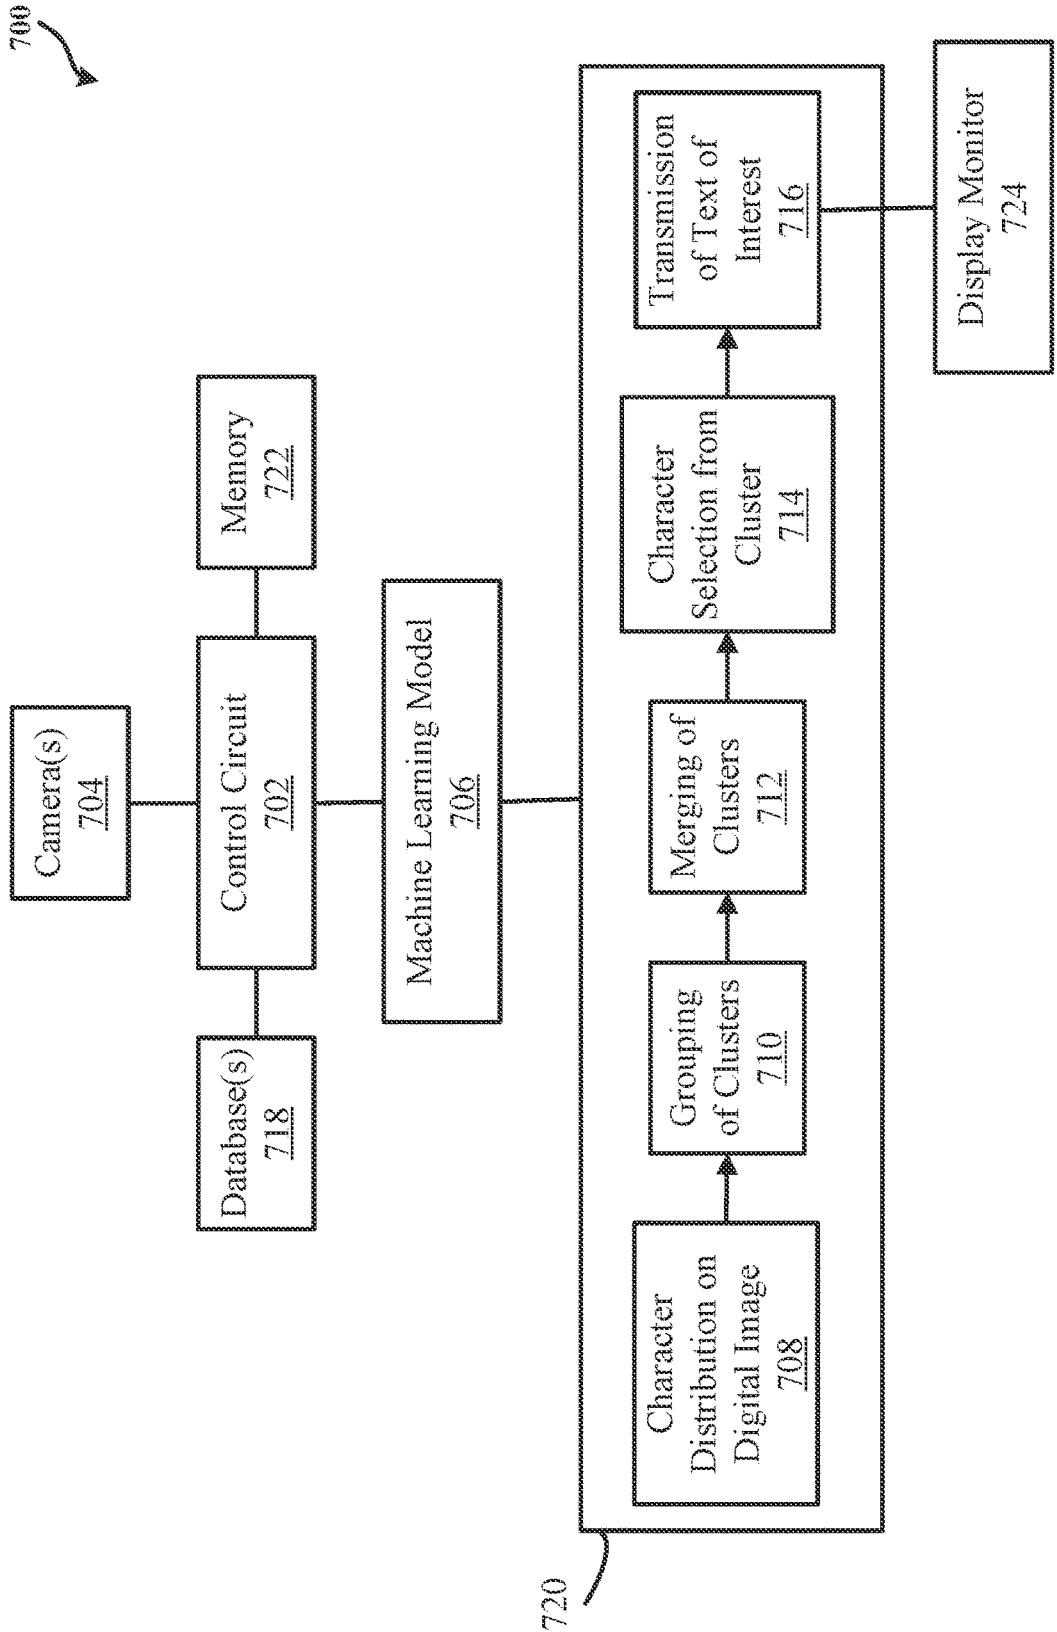 700
Camera(s)
704
Database(s)
718
Control Circuit
702
Memory
722
Machine Learning Model
706
720
Character
Distribution on
Digital Image
708
Grouping
of Clusters
710
Merging of
Clusters
712
Character
Selection from
Cluster
714
Transmission
of Text of
Interest
716
Display Monitor
724